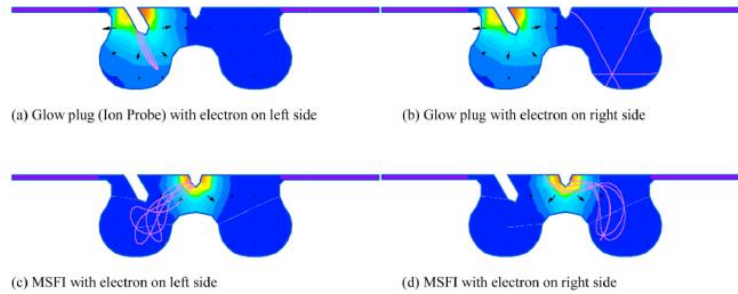 (a) Glow plug (Ion Probe) with electron on left side
(b) Glow plug with electron on right side
(c) MSFI with electron on left side
(d) MSFI with electron on right side